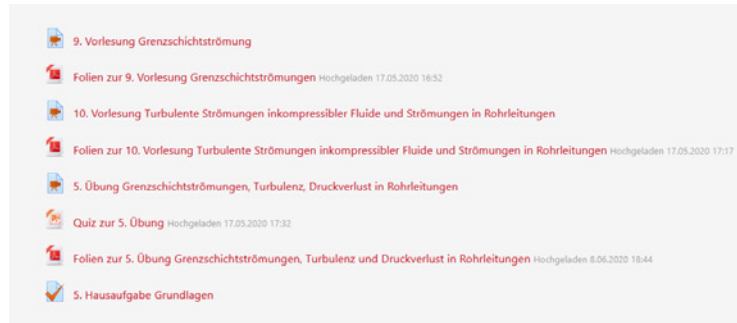 9. Vorlesung Grenzschichtströmung
Folien zur 9. Vorlesung Grenzschichtströmungen Hochgeladen 17.05.2020 16:52
10. Vorlesung Turbulente Strömungen inkompressibler Fluide und Strömungen in Rohrleitungen
Folien zur 10. Vorlesung Turbulente Strömungen inkompressibler Fluide und Strömungen in Rohrleitungen Hochgeladen 17.05.2020 17:17
5. Übung Grenzschichtströmungen, Turbulenz, Druckverlust in Rohrleitungen
Quiz zur 5. Übung Hochgeladen 17.05.2020 17:32
Folien zur 5. Übung Grenzschichtströmungen, Turbulenz und Druckverlust in Rohrleitungen Hochgeladen 8.06.2020 18:44
5. Hausaufgabe Grundlagen